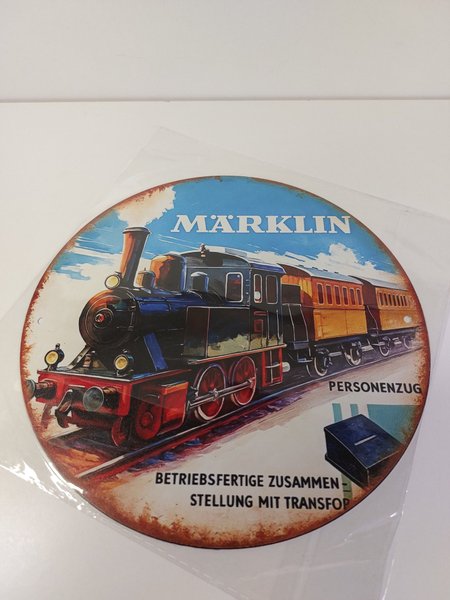 MÄRKLIN
PERSONENZUG
BETRIEBSFERTIGE ZUSAMMEN-
STELLUNG MIT TRANSFOR